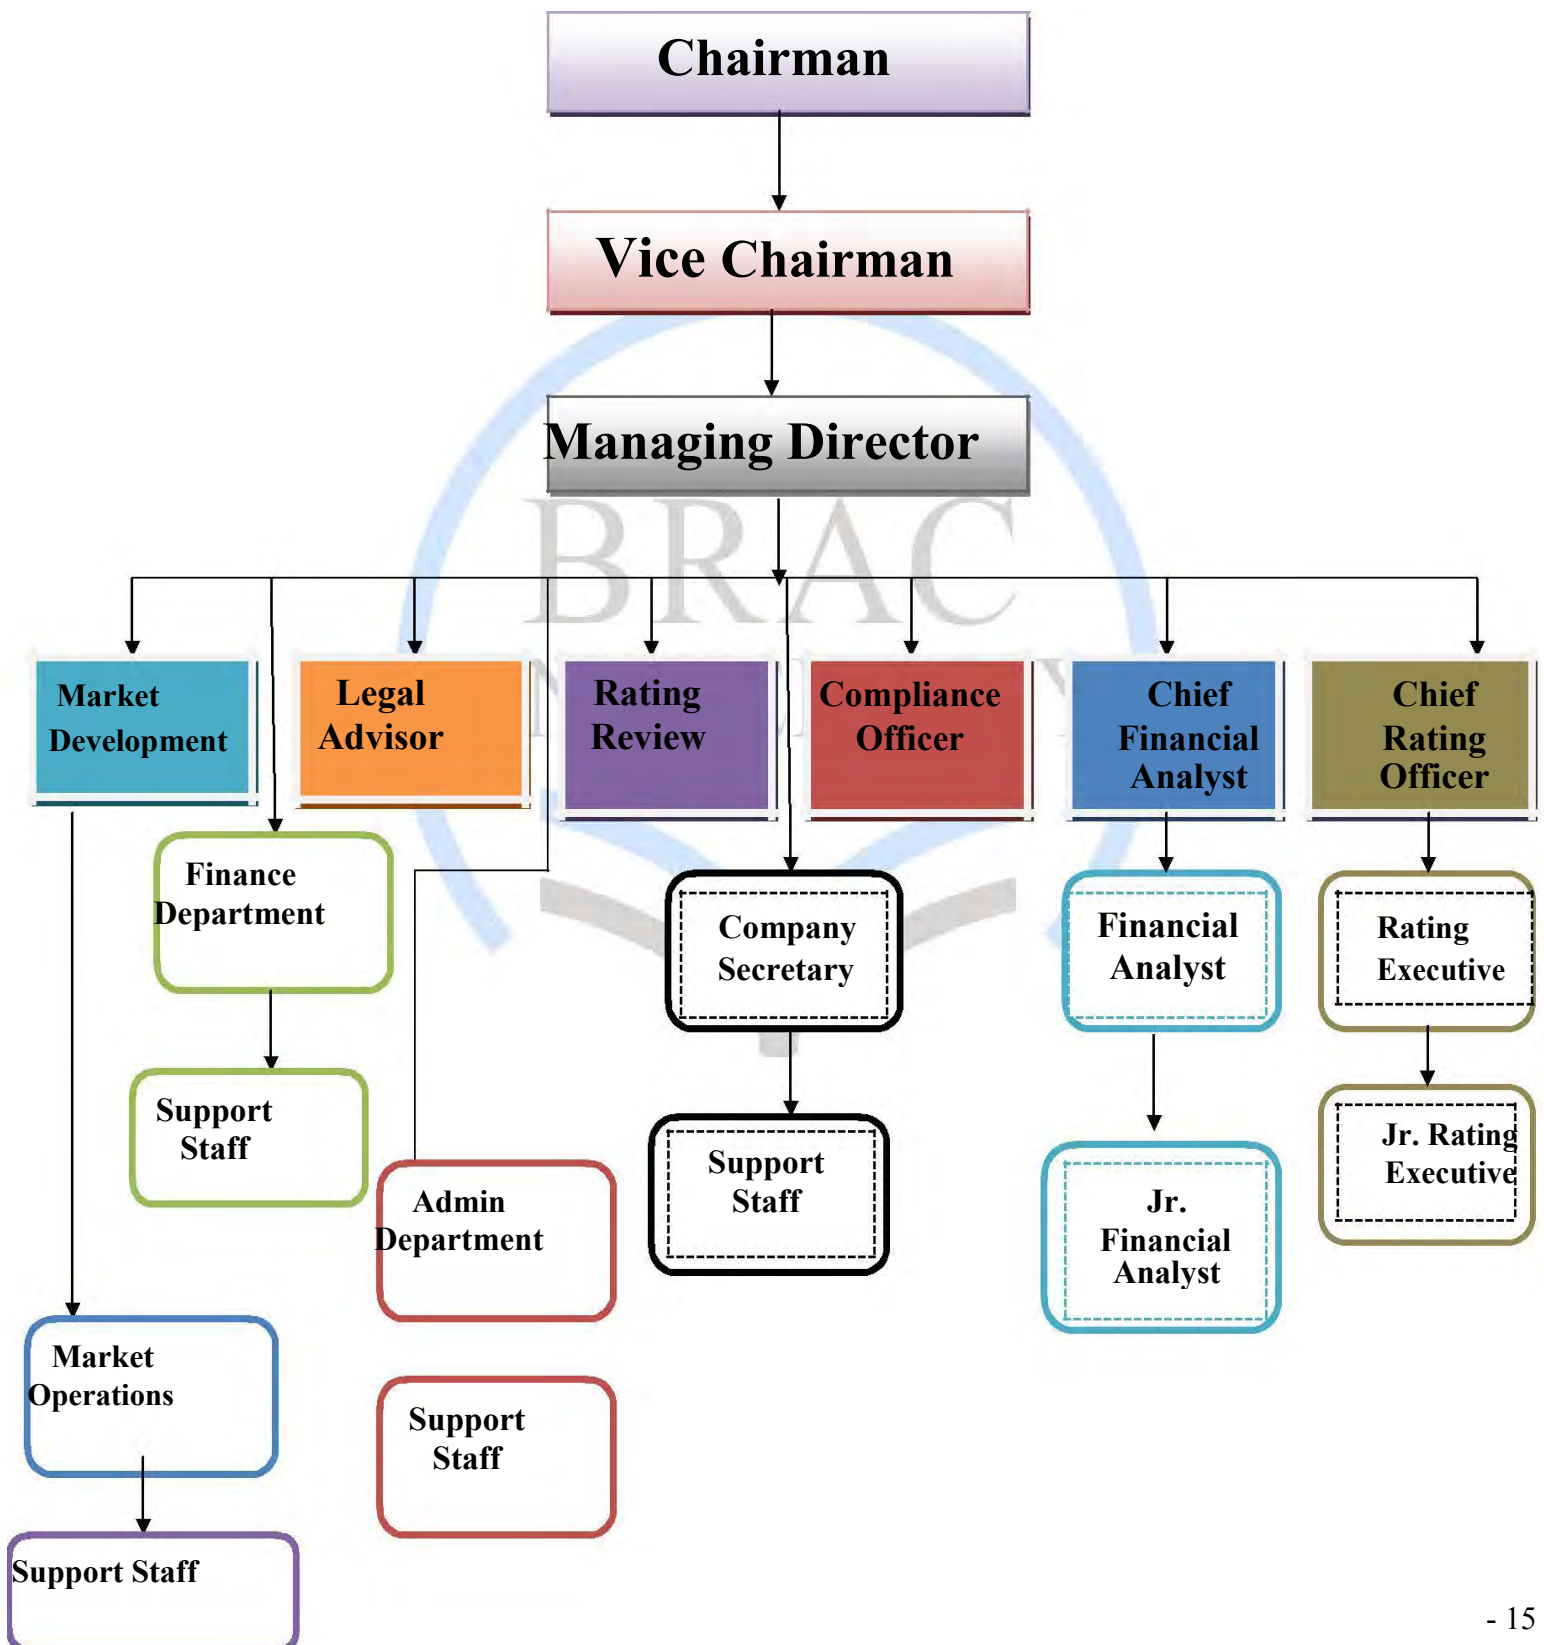 Chairman
Vice Chairman
Managing Director
BRAC
Market
Development
Legal
Advisor
Rating
Review
Compliance
Officer
Chief
Financial
Analyst
Chief
Rating
Officer
Finance
Department
Company
Secretary
Financial
Analyst
Rating
Executive
Support
Staff
Admin
Department
Support
Staff
Jr.
Financial
Analyst
Jr. Rating
Executive
Market
Operations
Support
Staff
Support Staff
- 15